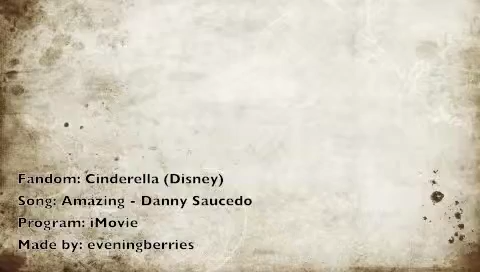 Fandom: Cinderella (Disney)
Song: Amazing - Danny Saucedo
Program: iMovie
Made by: eveningberries